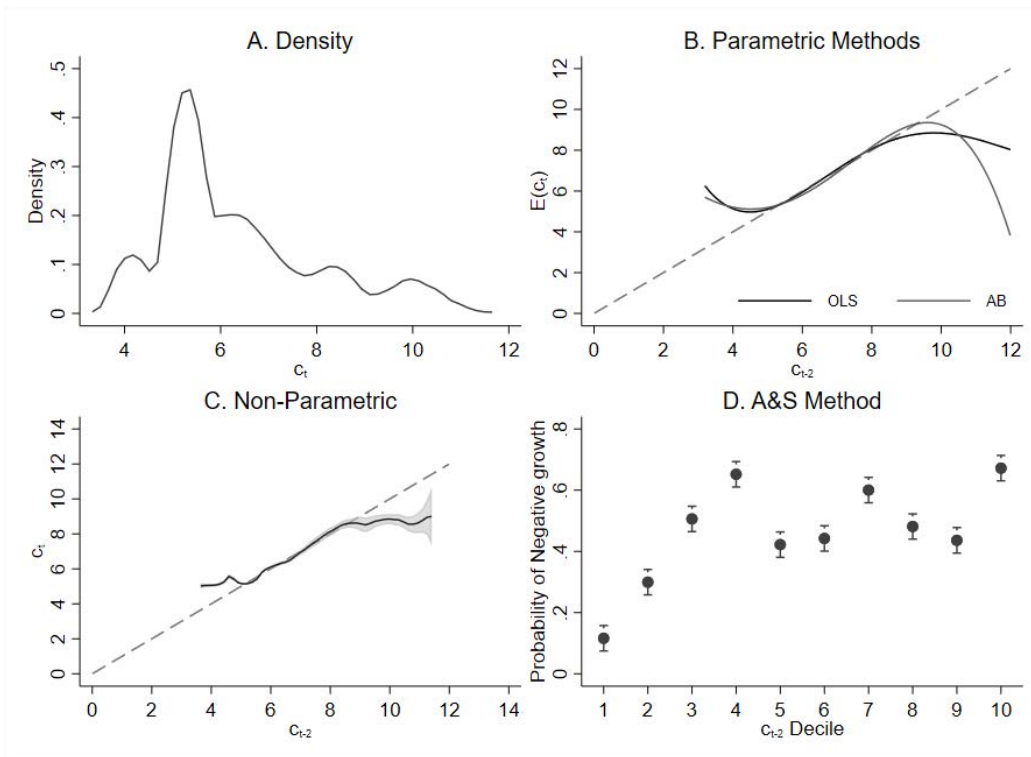 A. Density
Density
0 .1 .2 .3 .4 .5
4 6 8 10 12
cₜ
B. Parametric Methods
E(cₜ)
0 2 4 6 8 10 12
OLS AB
0 2 4 6 8 10 12
cₜ₋₂
C. Non-Parametric
cₜ
0 2 4 6 8 10 12 14
0 2 4 6 8 10 12 14
cₜ₋₂
D. A&S Method
Probability of Negative growth
0 .2 .4 .6 .8
1 2 3 4 5 6 7 8 9 10
cₜ₋₂ Decile